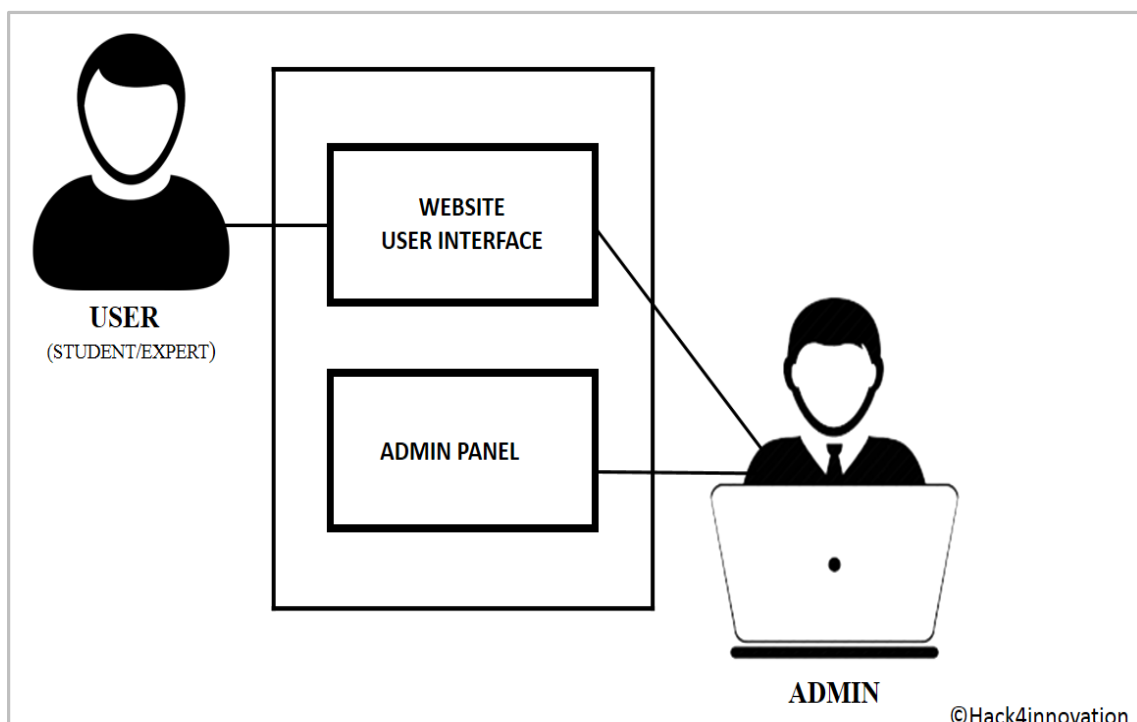 WEBSITE
USER INTERFACE
USER
(STUDENT/EXPERT)
ADMIN PANEL
ADMIN
©Hack4innovation